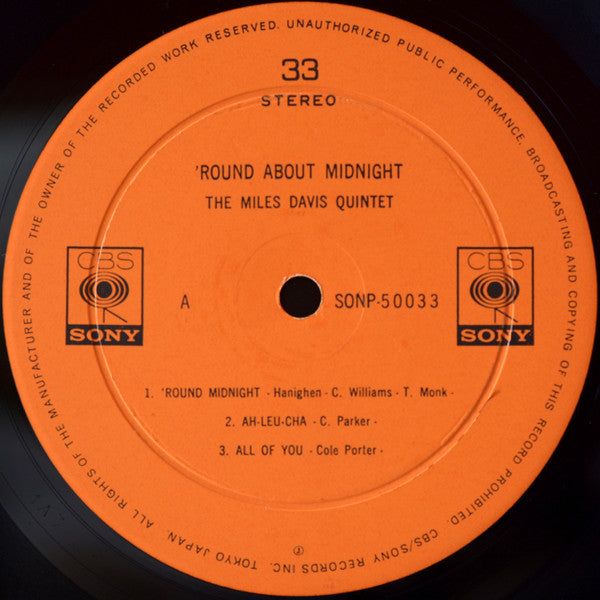 ALL RIGHTS OF THE MANUFACTURER AND OF THE OWNER OF THE RECORDED WORK RESERVED. UNAUTHORIZED PUBLIC PERFORMANCE, BROADCASTING AND COPYING OF THIS RECORD PROHIBITED. CBS/SONY RECORDS INC. TOKYO JAPAN.
33
STEREO
'ROUND ABOUT MIDNIGHT
THE MILES DAVIS QUINTET
CBS
SONY
A
SONP-50033
CBS
SONY
1. 'ROUND MIDNIGHT - Hanighen - C. Williams - T. Monk -
2. AH-LEU-CHA - C. Parker -
3. ALL OF YOU - Cole Porter -